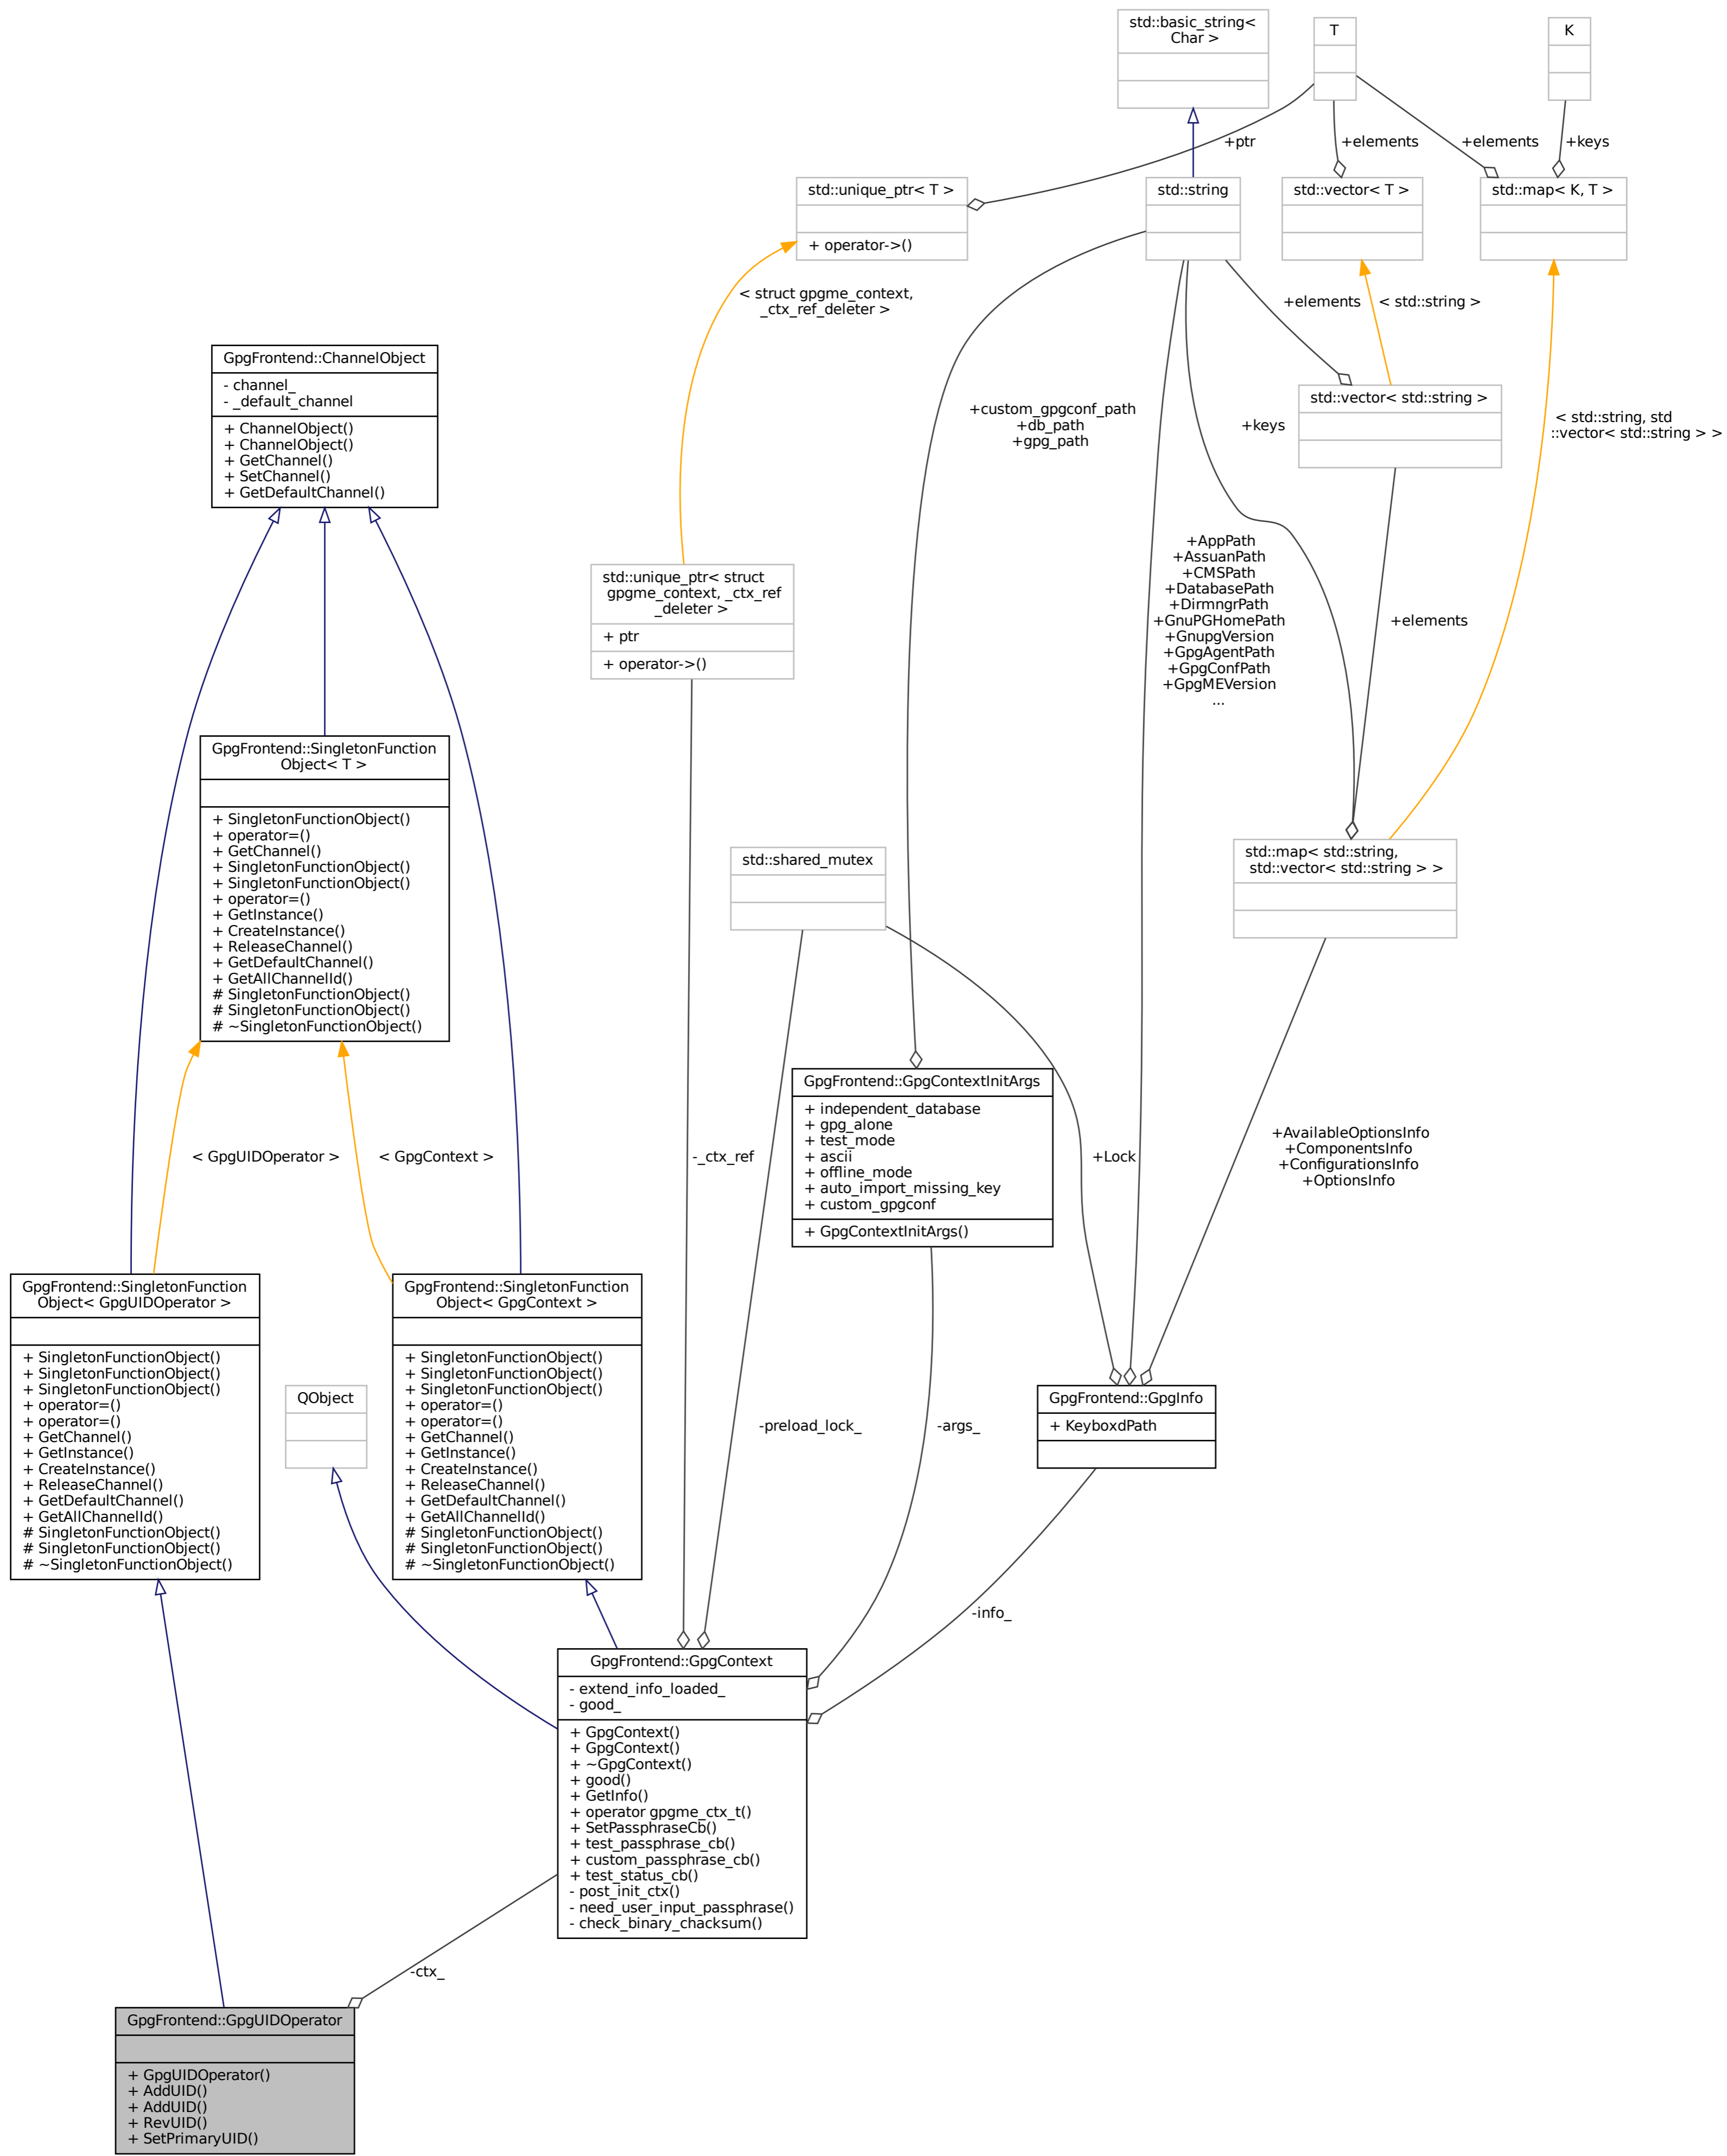 std::basic_string<
Char >
T
K
+ptr
+elements
+elements
+keys
std::unique_ptr< T >
+ operator->()
std::string
std::vector< T >
std::map< K, T >
< struct gpgme_context,
_ctx_ref_deleter >
+elements
< std::string >
GpgFrontend::ChannelObject
- channel_
- _default_channel
+ ChannelObject()
+ ChannelObject()
+ GetChannel()
+ SetChannel()
+ GetDefaultChannel()
+custom_gpgconf_path
+db_path
+gpg_path
+keys
std::vector< std::string >
< std::string, std
::vector< std::string > >
std::unique_ptr< struct
gpgme_context, _ctx_ref
_deleter >
+ ptr
+ operator->()
+AppPath
+AssuanPath
+CMSPath
+DatabasePath
+DirmngrPath
+GnuPGHomePath
+GnupgVersion
+GpgAgentPath
+GpgConfPath
+GpgMEVersion
...
+elements
GpgFrontend::SingletonFunction
Object< T >
+ SingletonFunctionObject()
+ operator=()
+ GetChannel()
+ SingletonFunctionObject()
+ SingletonFunctionObject()
+ operator=()
+ GetInstance()
+ CreateInstance()
+ ReleaseChannel()
+ GetDefaultChannel()
+ GetAllChannelId()
# SingletonFunctionObject()
# SingletonFunctionObject()
# ~SingletonFunctionObject()
std::shared_mutex
std::map< std::string,
std::vector< std::string > >
< GpgUIDOperator >
< GpgContext >
-_ctx_ref
GpgFrontend::GpgContextInitArgs
+ independent_database
+ gpg_alone
+ test_mode
+ ascii
+ offline_mode
+ auto_import_missing_key
+ custom_gpgconf
+ GpgContextInitArgs()
+Lock
+AvailableOptionsInfo
+ComponentsInfo
+ConfigurationsInfo
+OptionsInfo
GpgFrontend::SingletonFunction
Object< GpgUIDOperator >
+ SingletonFunctionObject()
+ SingletonFunctionObject()
+ SingletonFunctionObject()
+ operator=()
+ operator=()
+ GetChannel()
+ GetInstance()
+ CreateInstance()
+ ReleaseChannel()
+ GetDefaultChannel()
+ GetAllChannelId()
# SingletonFunctionObject()
# SingletonFunctionObject()
# ~SingletonFunctionObject()
QObject
GpgFrontend::SingletonFunction
Object< GpgContext >
+ SingletonFunctionObject()
+ SingletonFunctionObject()
+ SingletonFunctionObject()
+ operator=()
+ operator=()
+ GetChannel()
+ GetInstance()
+ CreateInstance()
+ ReleaseChannel()
+ GetDefaultChannel()
+ GetAllChannelId()
# SingletonFunctionObject()
# SingletonFunctionObject()
# ~SingletonFunctionObject()
-preload_lock_
-args_
GpgFrontend::GpgInfo
+ KeyboxdPath
-info_
GpgFrontend::GpgContext
- extend_info_loaded_
- good_
+ GpgContext()
+ GpgContext()
+ ~GpgContext()
+ good()
+ GetInfo()
+ operator gpgme_ctx_t()
+ SetPassphraseCb()
+ test_passphrase_cb()
+ custom_passphrase_cb()
+ test_status_cb()
- post_init_ctx()
- need_user_input_passphrase()
- check_binary_chacksum()
-ctx_
GpgFrontend::GpgUIDOperator
+ GpgUIDOperator()
+ AddUID()
+ AddUID()
+ RevUID()
+ SetPrimaryUID()